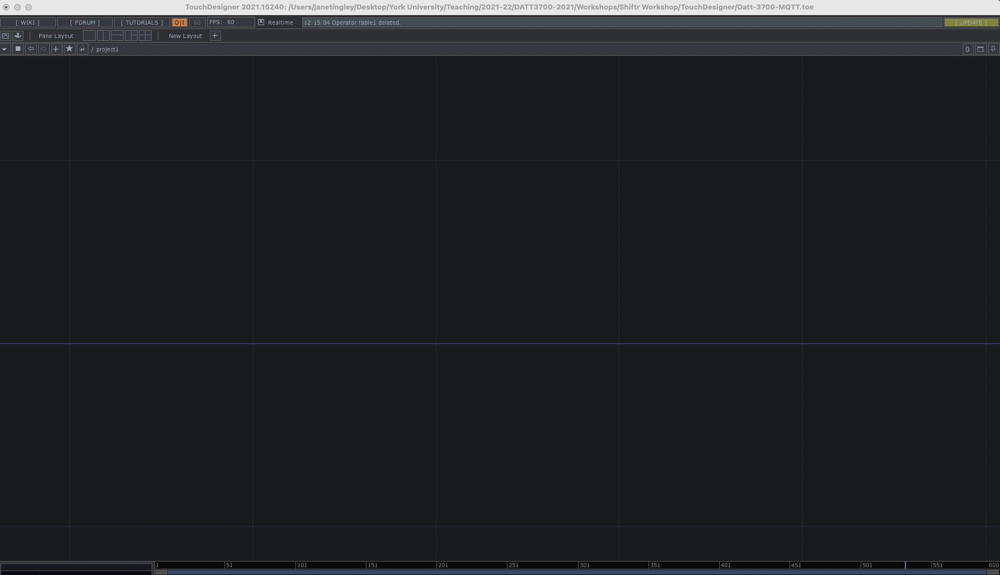 TouchDesigner 2021.15240: /Users/janetingley/Desktop/York University/Teaching/2021-22/DATT3700-2021/Workshops/Shiftr Workshop/TouchDesigner/Datt-3700-MQTT.toe
[ WIKI ] [ FORUM ] [ TUTORIALS ] O|I 60 FPS: 60 Realtime 12:15:04 Operator table1 deleted. [ UPDATE ]
Pane Layout New Layout +
+ / project1 0
1 51 101 151 201 251 301 351 401 451 501 551 600